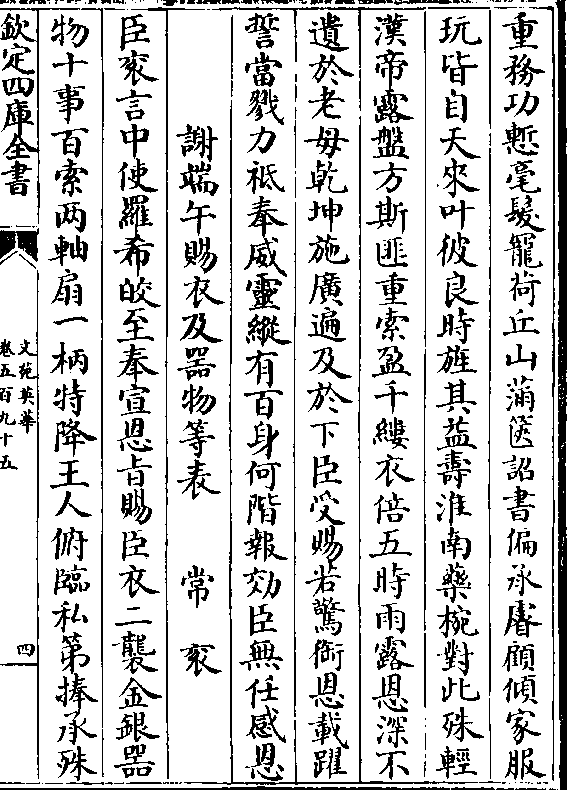 重務功慙毫髮寵荷丘山蒲篋詔書偏承睿顧傾家服
玩皆自天來叶彼良時旌其益壽淮南藥椀對此殊輕
漢帝露盤方斯匪重索盈千縷衣倍五時雨露恩深不
遺於老母乾坤施廣遍及於下臣受賜若驚銜恩載躍
誓當戮力祗奉威靈縱有百身何階報効臣無任感恩
謝端午賜衣及器物等表　常衮
臣衮言中使羅希皎至奉宣恩旨賜臣衣二襲金銀器
物十事百索两軸扇一柄特降王人俯臨私第捧承殊
欽定四庫全書
文苑英華
卷五百九十五
四